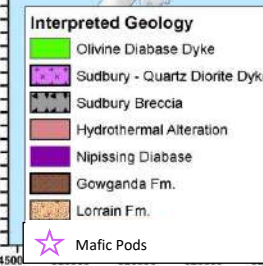 Interpreted Geology
Olivine Diabase Dyke
Sudbury - Quartz Diorite Dyk
Sudbury Breccia
Hydrothermal Alteration
Nipissing Diabase
Gowganda Fm.
Lorrain Fm.
Mafic Pods